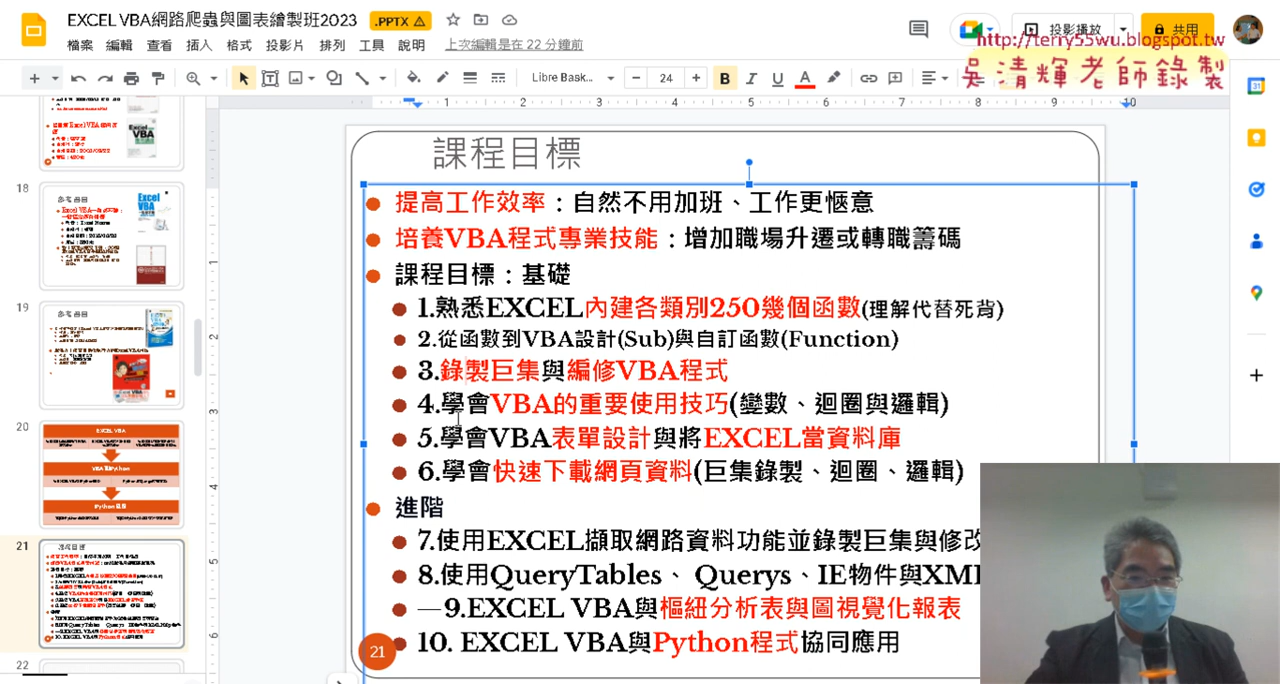 EXCEL VBA網路爬蟲與圖表繪製班2023
.PPTX
檔案 編輯 查看 插入 格式 投影片 排列 工具 說明 上次編輯是在 22 分鐘前
投影播放
共用
http://terry55wu.blogspot.tw
吳清輝老師錄製
Libre Bask...
24
B I U A
1 2 3 4 5 6 7 8 9 10
課程目標
提高工作效率：自然不用加班、工作更愜意
培養VBA程式專業技能：增加職場升遷或轉職籌碼
課程目標：基礎
1.熟悉EXCEL內建各類別250幾個函數(理解代替死背)
2.從函數到VBA設計(Sub)與自訂函數(Function)
3.錄製巨集與編修VBA程式
4.學會VBA的重要使用技巧(變數、迴圈與邏輯)
5.學會VBA表單設計與將EXCEL當資料庫
6.學會快速下載網頁資料(巨集錄製、迴圈、邏輯)
進階
7.使用EXCEL擷取網路資料功能並錄製巨集與修改
8.使用QueryTables、 Querys、IE物件與XM
—9.EXCEL VBA與樞紐分析表與圖視覺化報表
10. EXCEL VBA與Python程式協同應用
21
18
19
20
EXCEL VBA
21
22